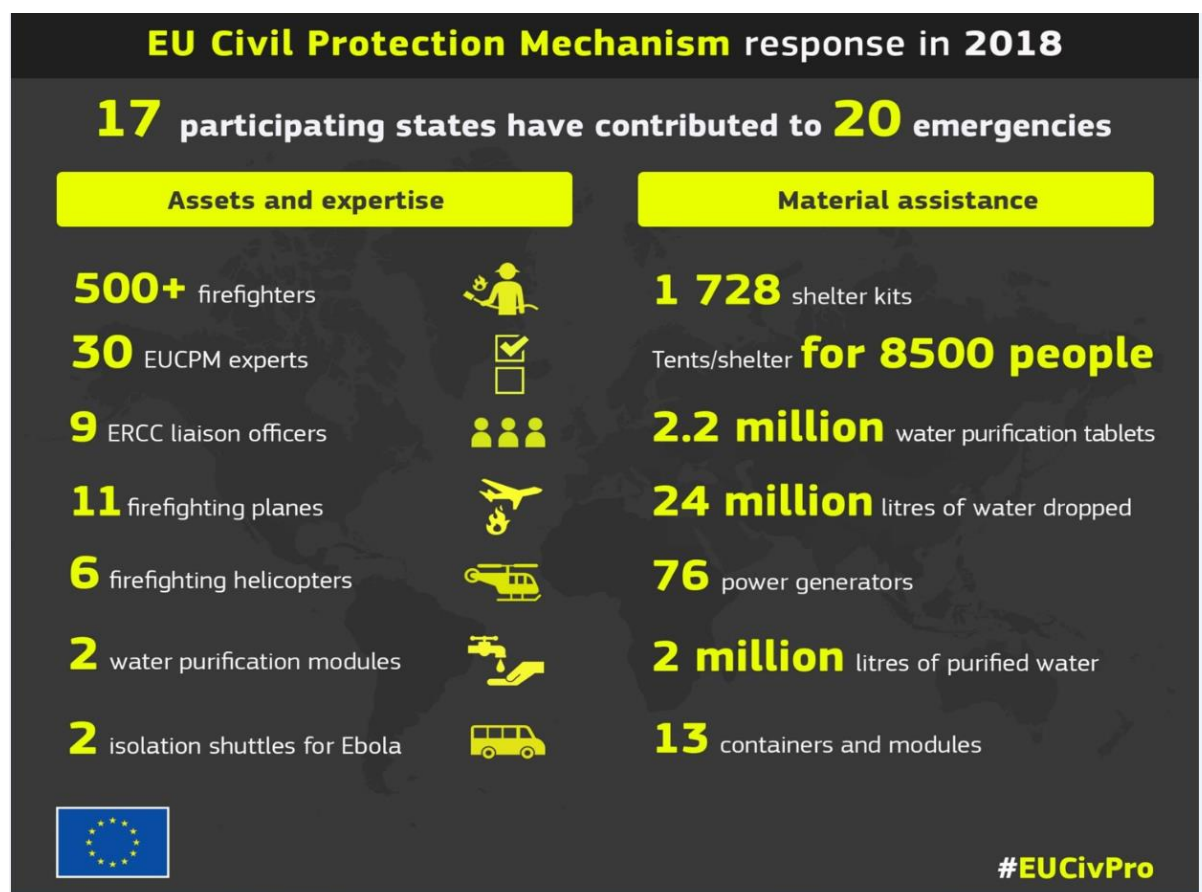 EU Civil Protection Mechanism response in 2018
17 participating states have contributed to 20 emergencies
Assets and expertise
500+ firefighters
30 EUCPM experts
9 ERCC liaison officers
11 firefighting planes
6 firefighting helicopters
2 water purification modules
2 isolation shuttles for Ebola
Material assistance
1 728 shelter kits
Tents/shelter for 8500 people
2.2 million water purification tablets
24 million litres of water dropped
76 power generators
2 million litres of purified water
13 containers and modules
#EUCivPro